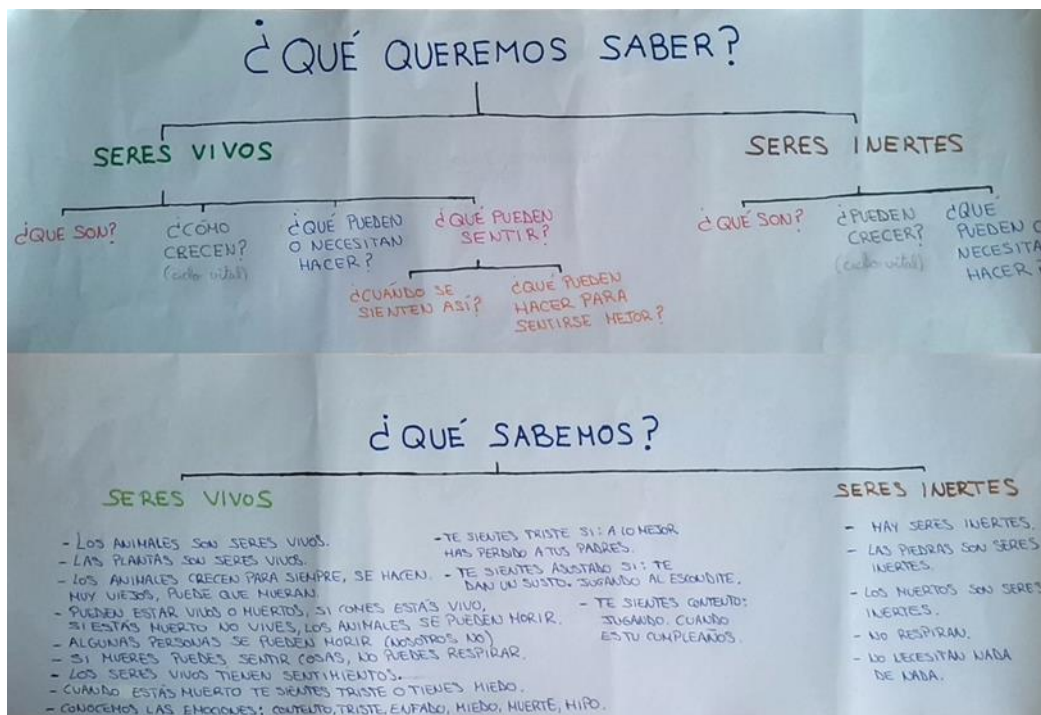 ¿QUÉ QUEREMOS SABER?
SERES VIVOS
SERES INERTES
¿QUE SON?
¿CÓMO
CRECEN?
(ciclo vital)
¿QUÉ PUEDEN
O NECESITAN
HACER?
¿QUÉ PUEDEN
SENTIR?
¿CUÁNDO SE
SIENTEN ASÍ?
¿QUÉ PUEDEN
HACER PARA
SENTIRSE MEJOR?
¿QUÉ SON?
¿PUEDEN
CRECER?
(ciclo vital)
¿QUÉ
PUEDEN O
NECESITA
HACER?
¿QUÉ SABEMOS?
SERES VIVOS
- LOS ANIMALES SON SERES VIVOS.
- LAS PLANTAS SON SERES VIVOS.
- LOS ANIMALES CRECEN PARA SIEMPRE, SE HACEN.
MUY VIEJOS, PUEDE QUE MUERAN.
- PUEDEN ESTAR VIVOS O MUERTOS, SI COMES ESTÁS VIVO,
SI ESTÁS MUERTO NO VIVES, LOS ANIMALES SE PUEDEN MORIR.
- ALGUNAS PERSONAS SE PUEDEN MORIR (NOSOTROS NO)
- SI MUERES PUEDES SENTIR COSAS, NO PUEDES RESPIRAR.
- LOS SERES VIVOS TIENEN SENTIMIENTOS.
- CUANDO ESTÁS MUERTO TE SIENTES TRISTE O TIENES MIEDO.
- CONOCEMOS LAS EMOCIONES: CONTENTO, TRISTE, ENFADO, MIEDO, MUERTE, HIPO.
- TE SIENTES TRISTE SI: A LO MEJOR
HAS PERDIDO A TUS PADRES.
- TE SIENTES ASUSTADO SI: TE
DAN UN SUSTO. JUGANDO AL ESCONDITE.
- TE SIENTES CONTENTO:
JUGANDO. CUANDO
ES TU CUMPLEAÑOS.
SERES INERTES
- HAY SERES INERTES.
- LAS PIEDRAS SON SERES
INERTES.
- LOS MUERTOS SON SERES
INERTES.
- NO RESPIRAN.
- NO NECESITAN NADA
DE NADA.